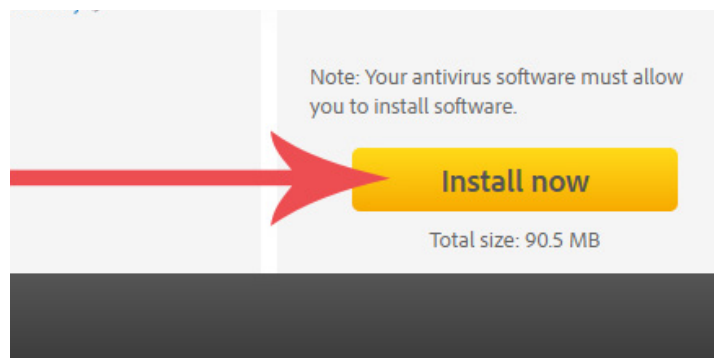 Note: Your antivirus software must allow
you to install software.
Install now
Total size: 90.5 MB